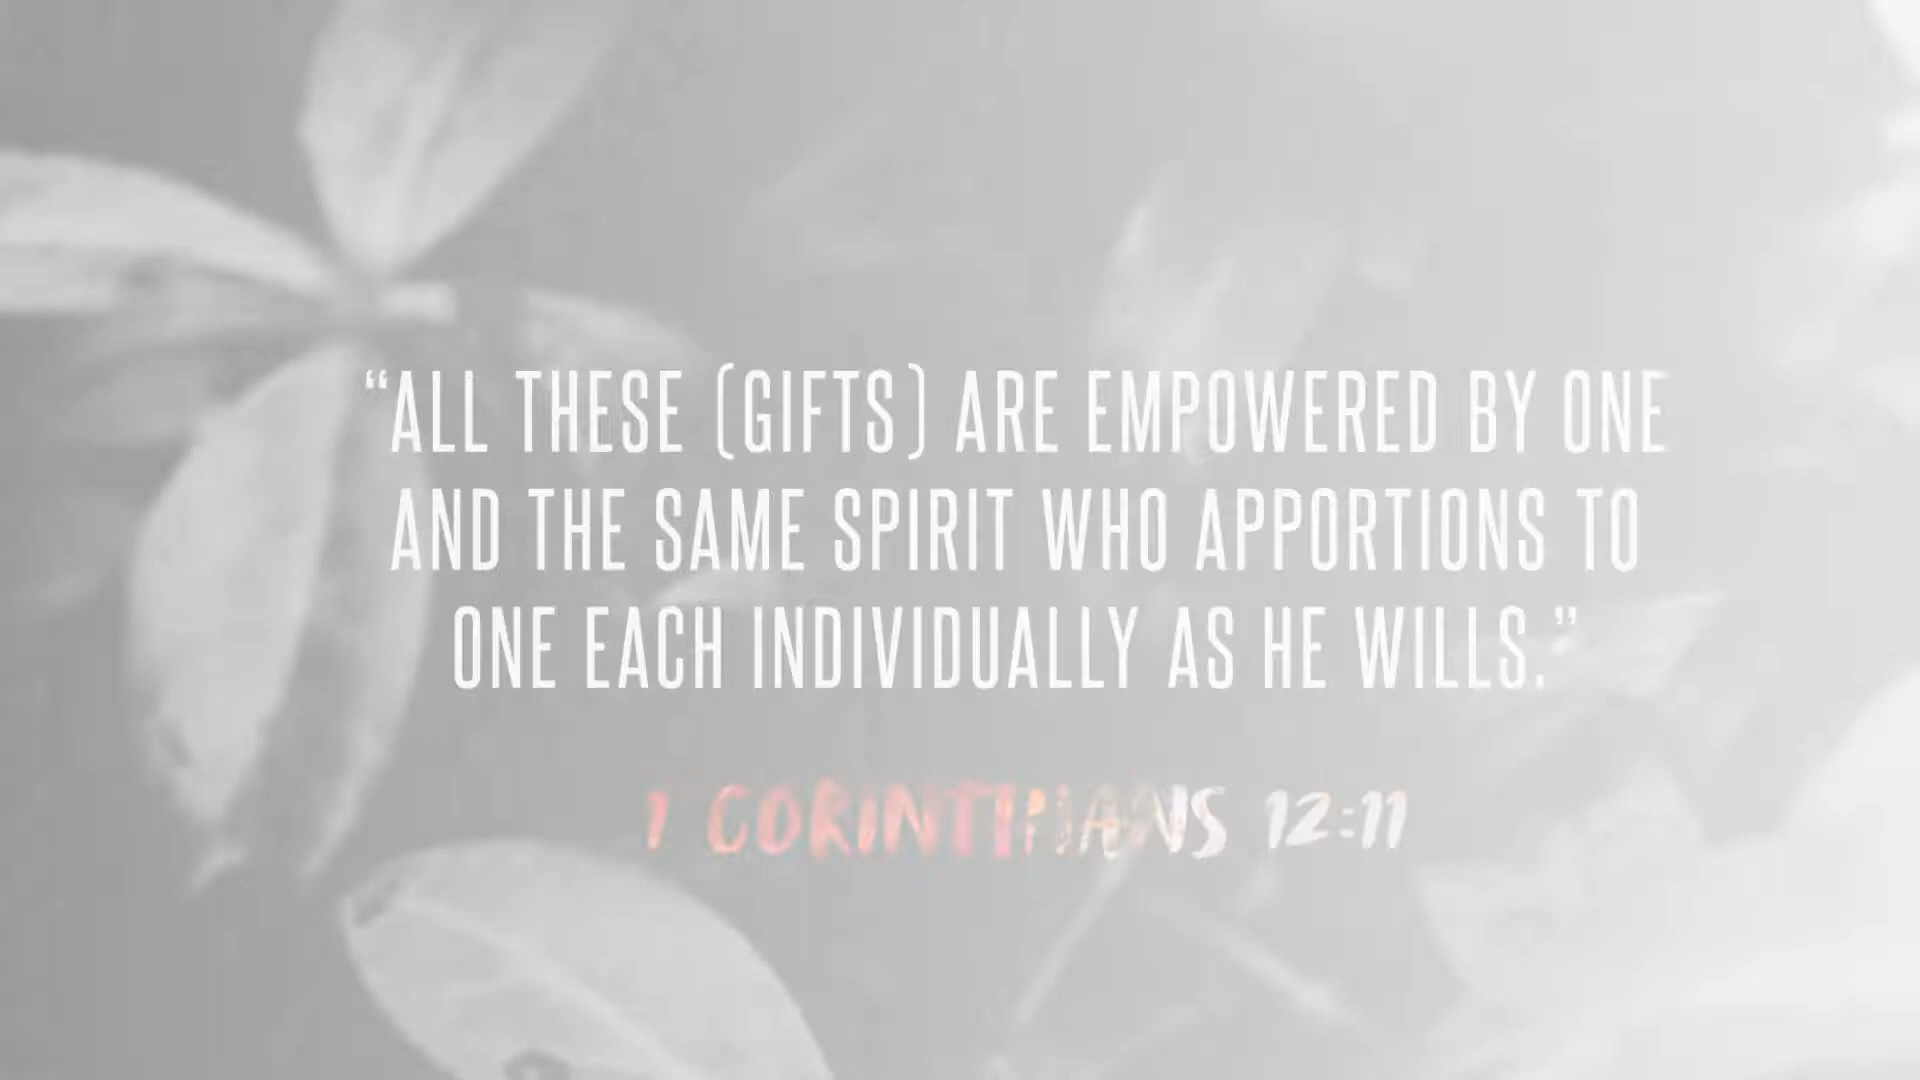 “ALL THESE (GIFTS) ARE EMPOWERED BY ONE
AND THE SAME SPIRIT WHO APPORTIONS TO
ONE EACH INDIVIDUALLY AS HE WILLS.”
1 CORINTHIANS 12:11